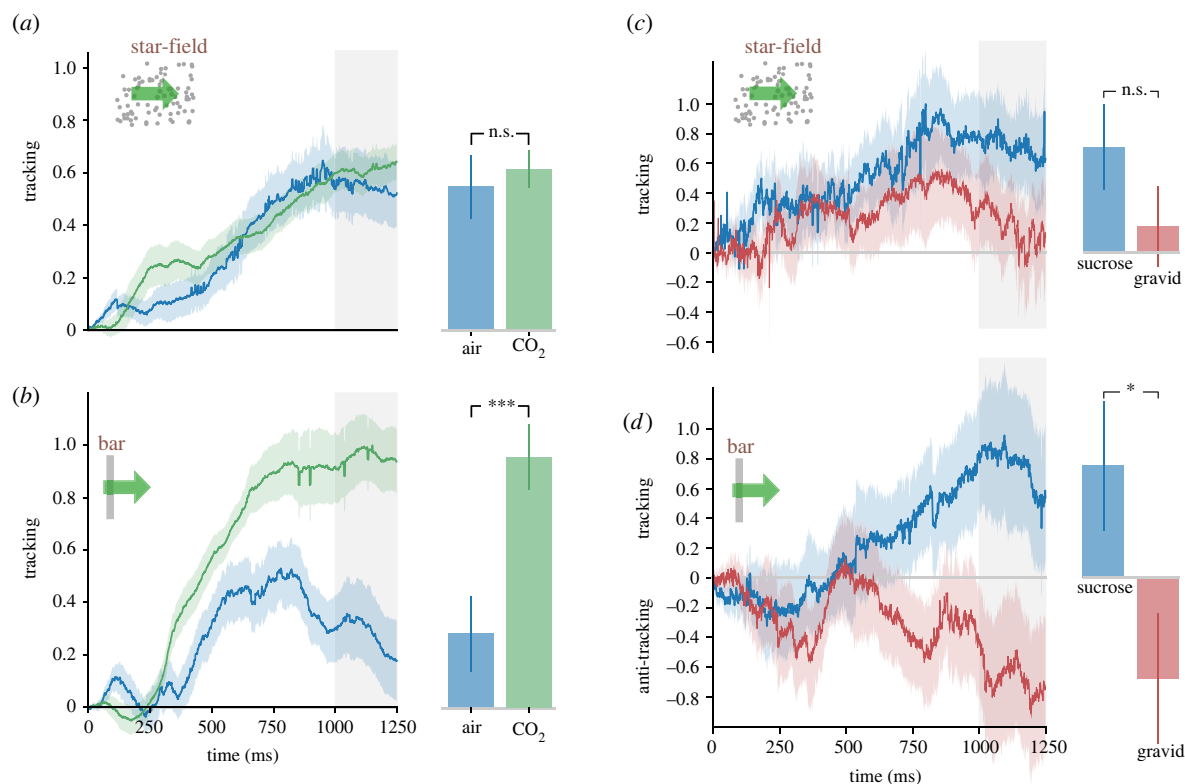 (a)
star-field
1.0
0.8
0.6
0.4
0.2
0
tracking
n.s.
air
CO₂
(b)
bar
1.0
0.8
0.6
0.4
0.2
0
tracking
0
250
500
750
1000
1250
time (ms)
***
air
CO₂
(c)
star-field
1.0
0.8
0.6
0.4
0.2
0
–0.2
–0.4
–0.6
tracking
n.s.
sucrose
gravid
(d)
bar
1.0
0.8
0.6
0.4
0.2
0
–0.2
–0.4
–0.6
–0.8
tracking
anti-tracking
0
250
500
750
1000
1250
time (ms)
*
sucrose
gravid